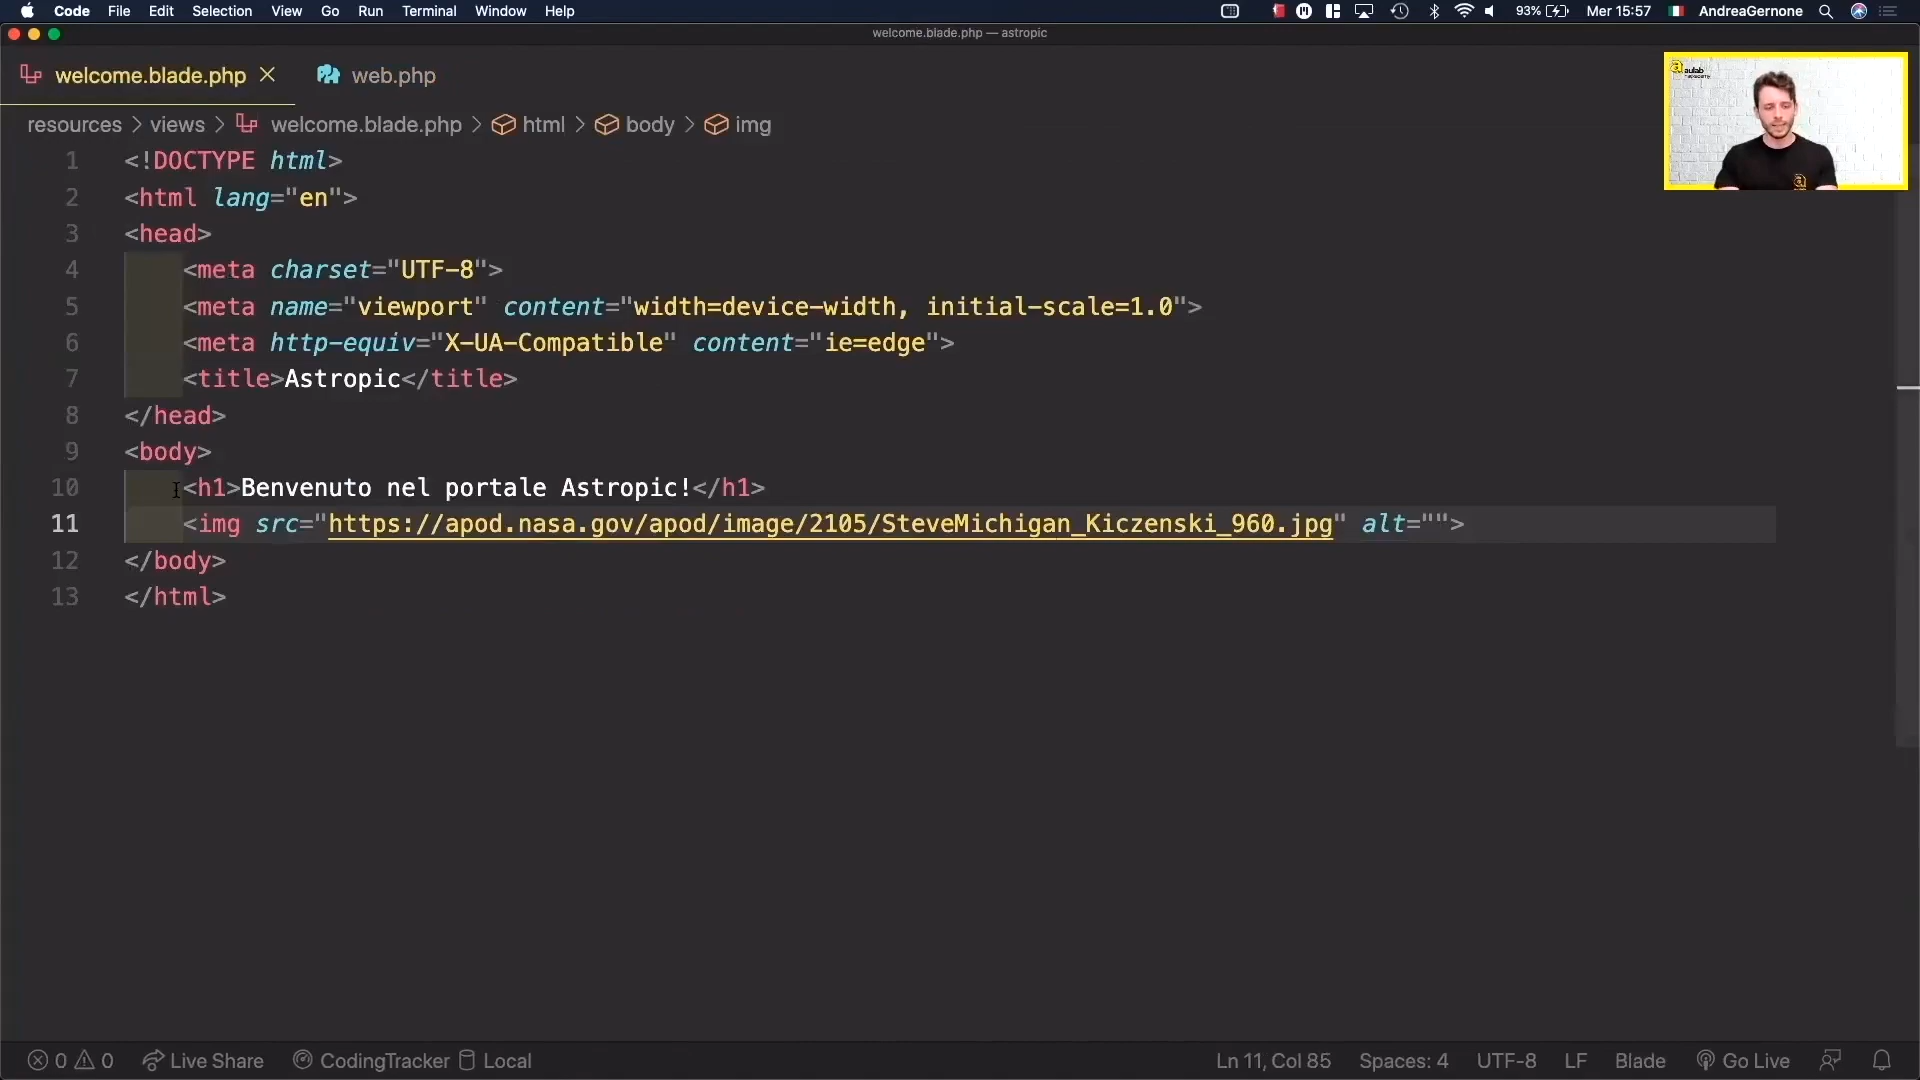 Code File Edit Selection View Go Run Terminal Window Help 93% Mer 15:57 AndreaGernone
welcome.blade.php — astropic
welcome.blade.php web.php
aulab
resources > views > welcome.blade.php > html > body > img
1 <!DOCTYPE html>
2 <html lang="en">
3 <head>
4 <meta charset="UTF-8">
5 <meta name="viewport" content="width=device-width, initial-scale=1.0">
6 <meta http-equiv="X-UA-Compatible" content="ie=edge">
7 <title>Astropic</title>
8 </head>
9 <body>
10 <h1>Benvenuto nel portale Astropic!</h1>
11 <img src="https://apod.nasa.gov/apod/image/2105/SteveMichigan_Kiczenski_960.jpg" alt="">
12 </body>
13 </html>
0 0 Live Share CodingTracker Local Ln 11, Col 85 Spaces: 4 UTF-8 LF Blade Go Live